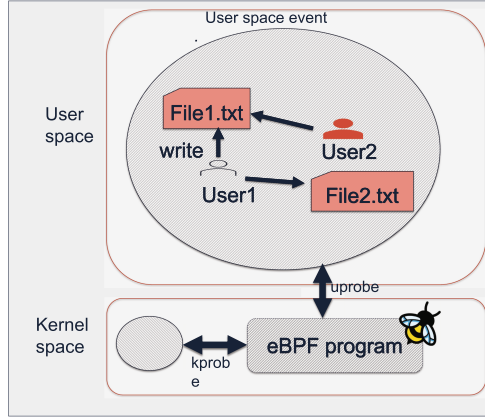 User space event
User
space
File1.txt
write
User2
User1
File2.txt
uprobe
Kernel
space
eBPF program
kprob
e